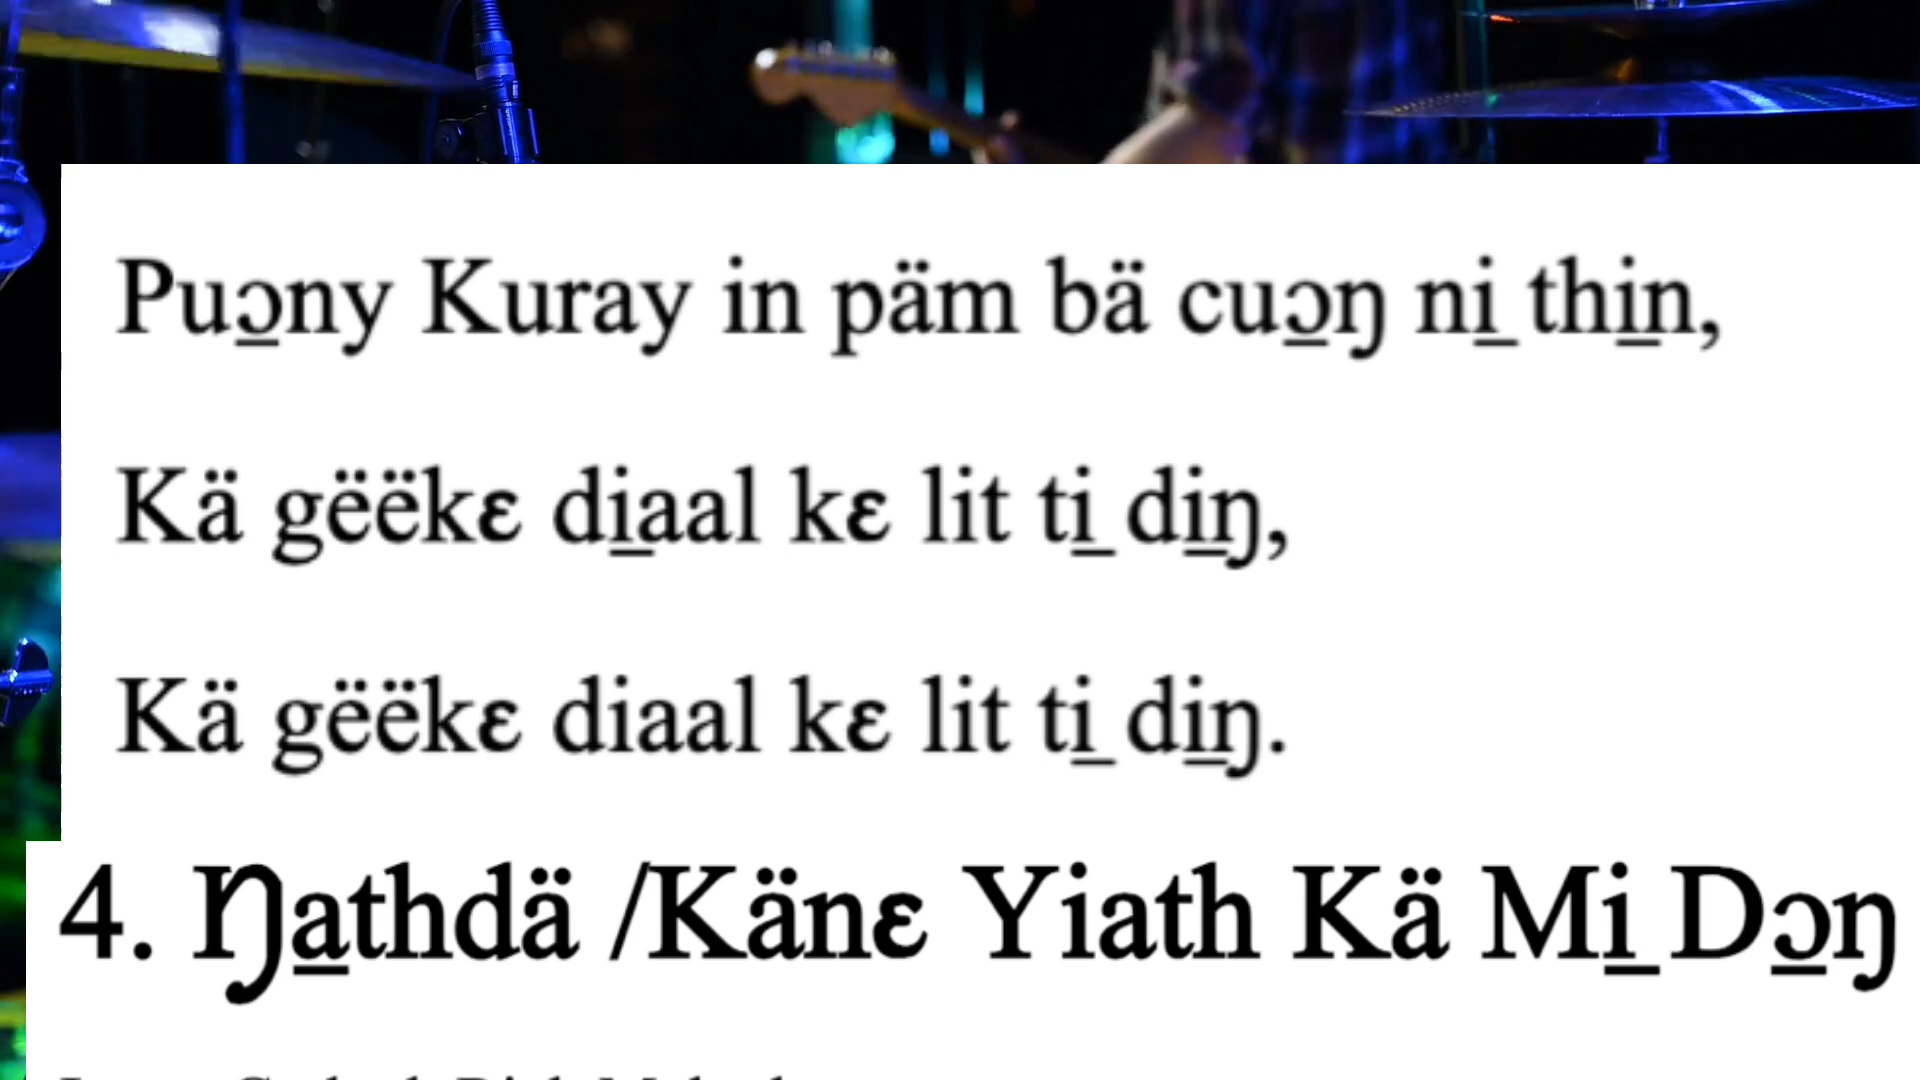 Puɔ̱ny Kuray in päm bä cuɔ̱ŋ ni̱ thi̱n,
Kä gëëkɛ di̱aal kɛ lit ti̱ di̱ŋ,
Kä gëëkɛ diaal kɛ lit ti̱ di̱ŋ.
4. Ŋa̱thdä /Känɛ Yiath Kä Mi̱ Dɔ̱ŋ